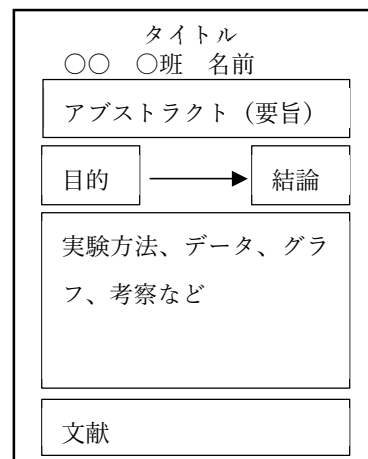 タイトル
○○　○班　名前
アブストラクト（要旨）
目的
結論
実験方法、データ、グラ
フ、考察など
文献